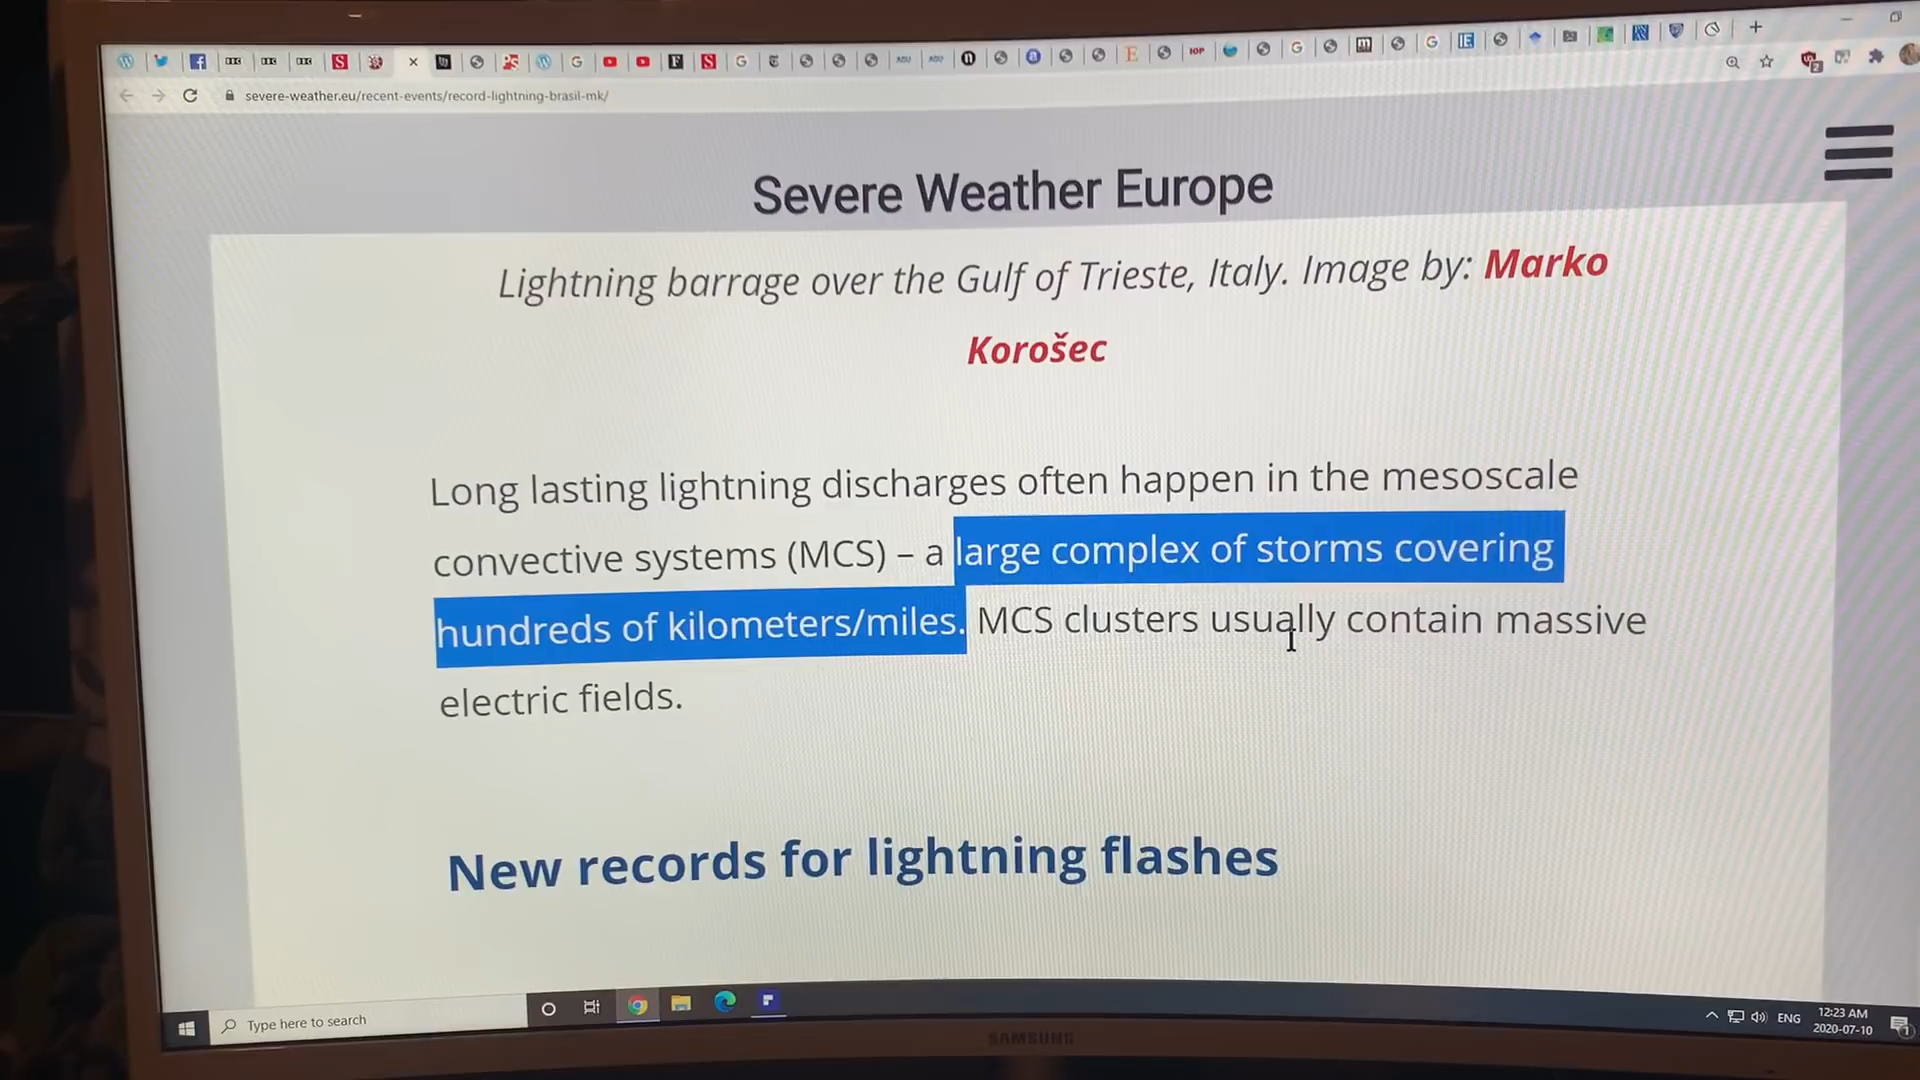 severe-weather.eu/recent-events/record-lightning-brasil-mk/
Severe Weather Europe
Lightning barrage over the Gulf of Trieste, Italy. Image by: Marko
Korošec
Long lasting lightning discharges often happen in the mesoscale
convective systems (MCS) – a large complex of storms covering
hundreds of kilometers/miles. MCS clusters usually contain massive
electric fields.
New records for lightning flashes
Type here to search
ENG
12:23 AM
2020-07-10
SAMSUNG